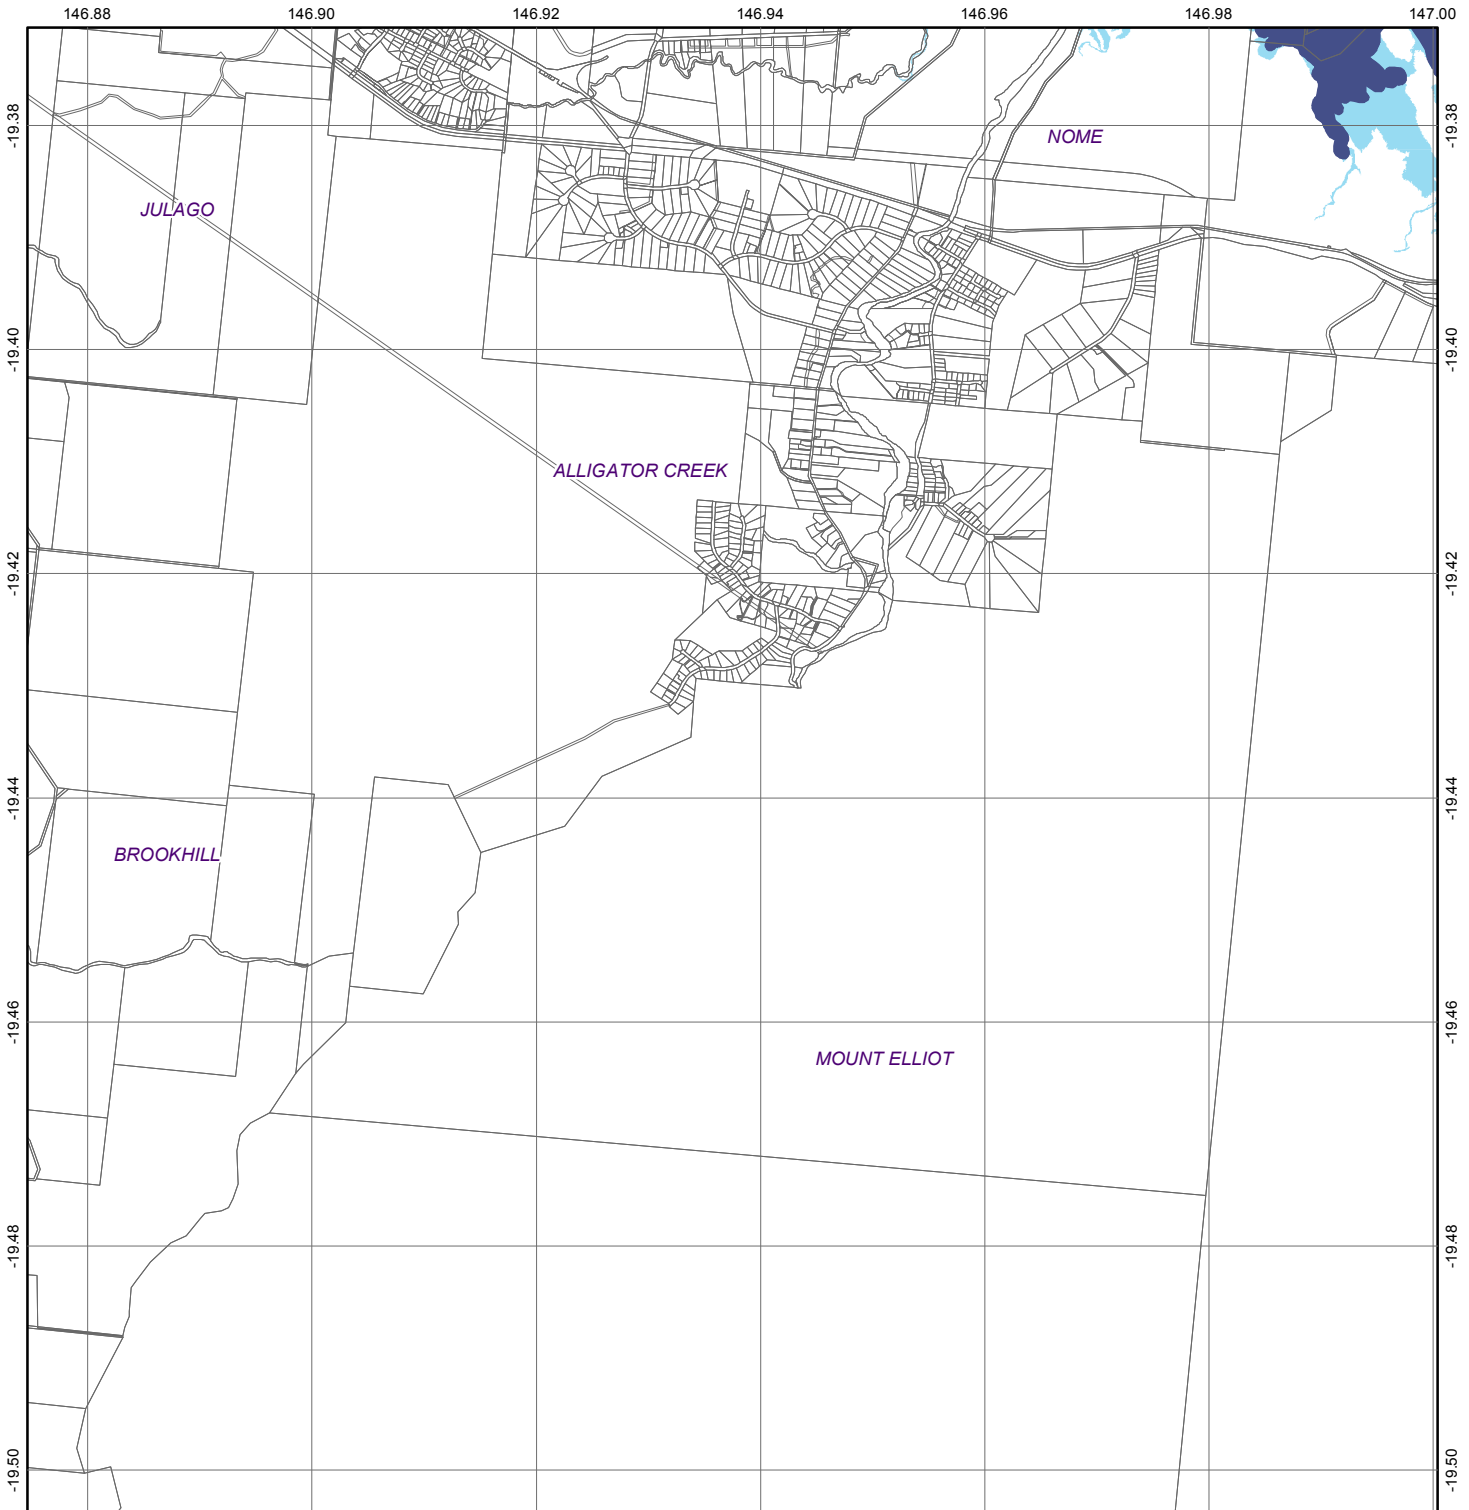 146.88 146.90 146.92 146.94 146.96 146.98 147.00
-19.38 -19.38
NOME
JULAGO
-19.40 -19.40
ALLIGATOR CREEK
-19.42 -19.42
-19.44 -19.44
BROOKHILL
-19.46 -19.46
MOUNT ELLIOT
-19.48 -19.48
-19.50 -19.50